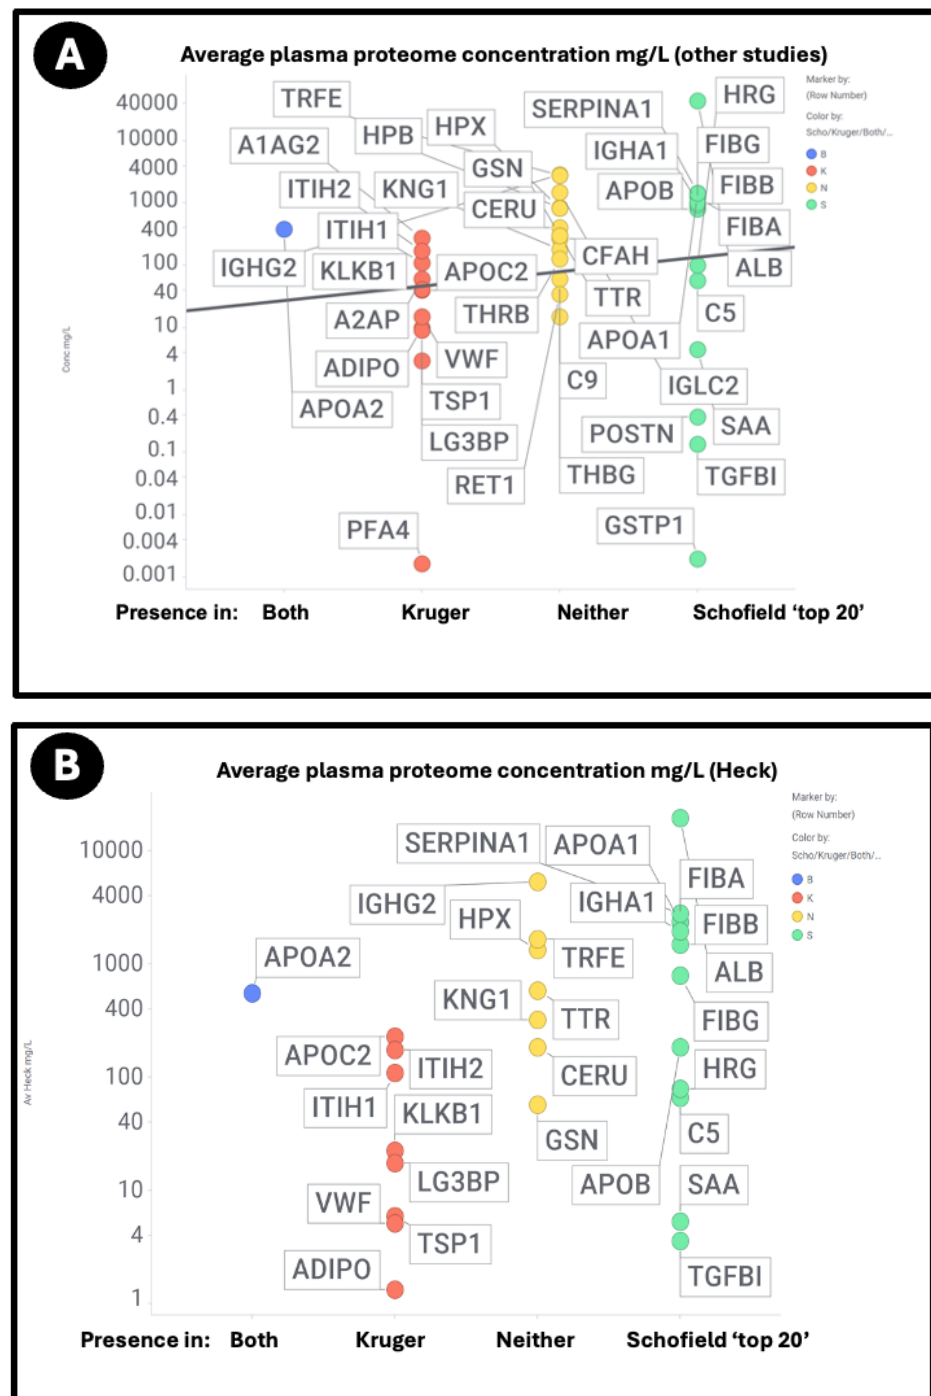 A
Average plasma proteome concentration mg/L (other studies)
Marker by:
(Row Number)
Color by:
Scho/Kruger/Both/...
B
K
N
S
Conc mg/L
40000
10000
4000
1000
400
100
40
10
4
1
0.4
0.1
0.04
0.01
0.004
0.001
TRFE
HPB
HPX
SERPINA1
HRG
A1AG2
GSN
IGHA1
FIBG
ITIH2
KNG1
APOB
FIBB
ITIH1
CERU
FIBA
IGHG2
KLKB1
APOC2
CFAH
ALB
TTR
A2AP
THRB
C5
APOA1
ADIPO
VWF
C9
IGLC2
APOA2
TSP1
SAA
LG3BP
POSTN
RET1
THBG
TGFBI
PFA4
GSTP1
Presence in: Both Kruger Neither Schofield ‘top 20’
B
Average plasma proteome concentration mg/L (Heck)
Marker by:
(Row Number)
Color by:
Scho/Kruger/Both/...
B
K
N
S
Av Heck mg/L
10000
4000
1000
400
100
40
10
4
1
SERPINA1
APOA1
FIBA
IGHG2
IGHA1
HPX
FIBB
APOA2
TRFE
ALB
KNG1
TTR
FIBG
APOC2
ITIH2
CERU
HRG
ITIH1
KLKB1
GSN
C5
LG3BP
APOB
SAA
VWF
TSP1
ADIPO
TGFBI
Presence in: Both Kruger Neither Schofield ‘top 20’